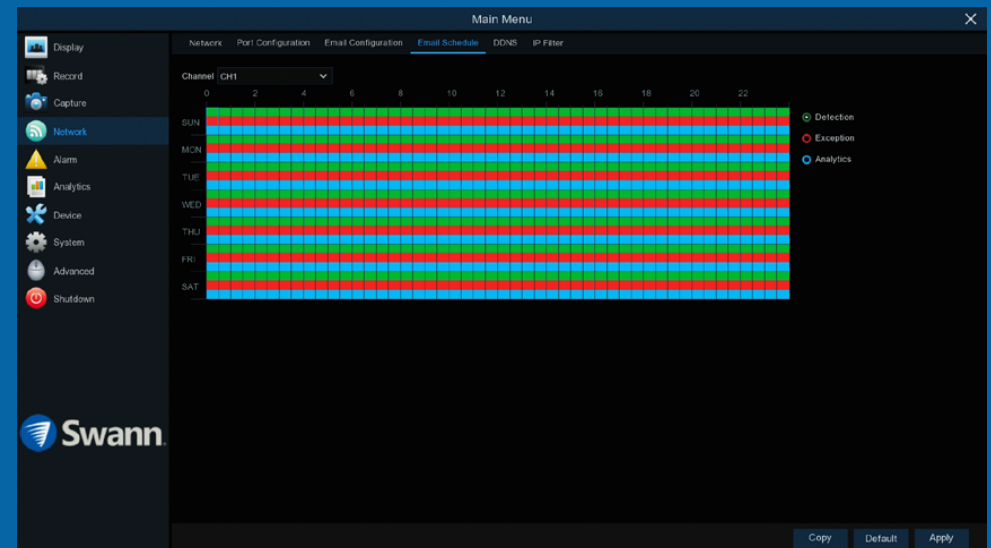 Main Menu
Display
Record
Capture
Network
Alarm
Analytics
Device
System
Advanced
Shutdown
Swann
Network Port Configuration Email Configuration Email Schedule DDNS IP Filter
Channel CH1
0 2 4 6 8 10 12 14 16 18 20 22
SUN
MON
TUE
WED
THU
FRI
SAT
Detection
Exception
Analytics
Copy Default Apply